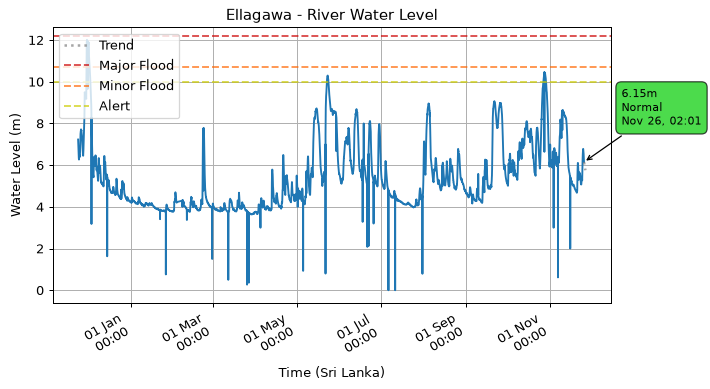 Ellagawa - River Water Level
Water Level (m)
12
10
8
6
4
2
0
Trend
Major Flood
Minor Flood
Alert
6.15m
Normal
Nov 26, 02:01
01 Jan
00:00
01 Mar
00:00
01 May
00:00
01 Jul
00:00
01 Sep
00:00
01 Nov
00:00
Time (Sri Lanka)